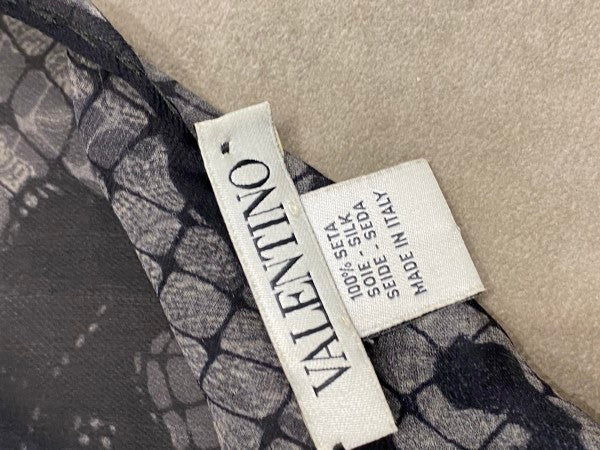 VALENTINO
100% SETA
SOIE - SILK
SEIDE - SEDA
MADE IN ITALY